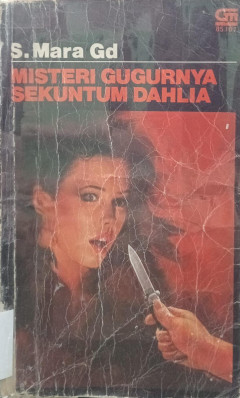 S. Mara Gd
MISTERI GUGURNYA
SEKUNTUM DAHLIA